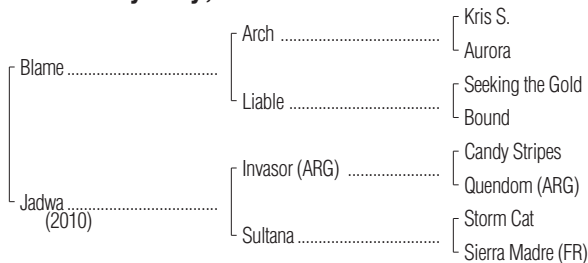 Kris S.
Arch ..................................
Aurora
Blame ......................................
Seeking the Gold
Liable ..................................
Bound
Candy Stripes
Invasor (ARG) .......................
Quendom (ARG)
Jadwa ......................................
(2010)
Storm Cat
Sultana ..................................
Sierra Madre (FR)